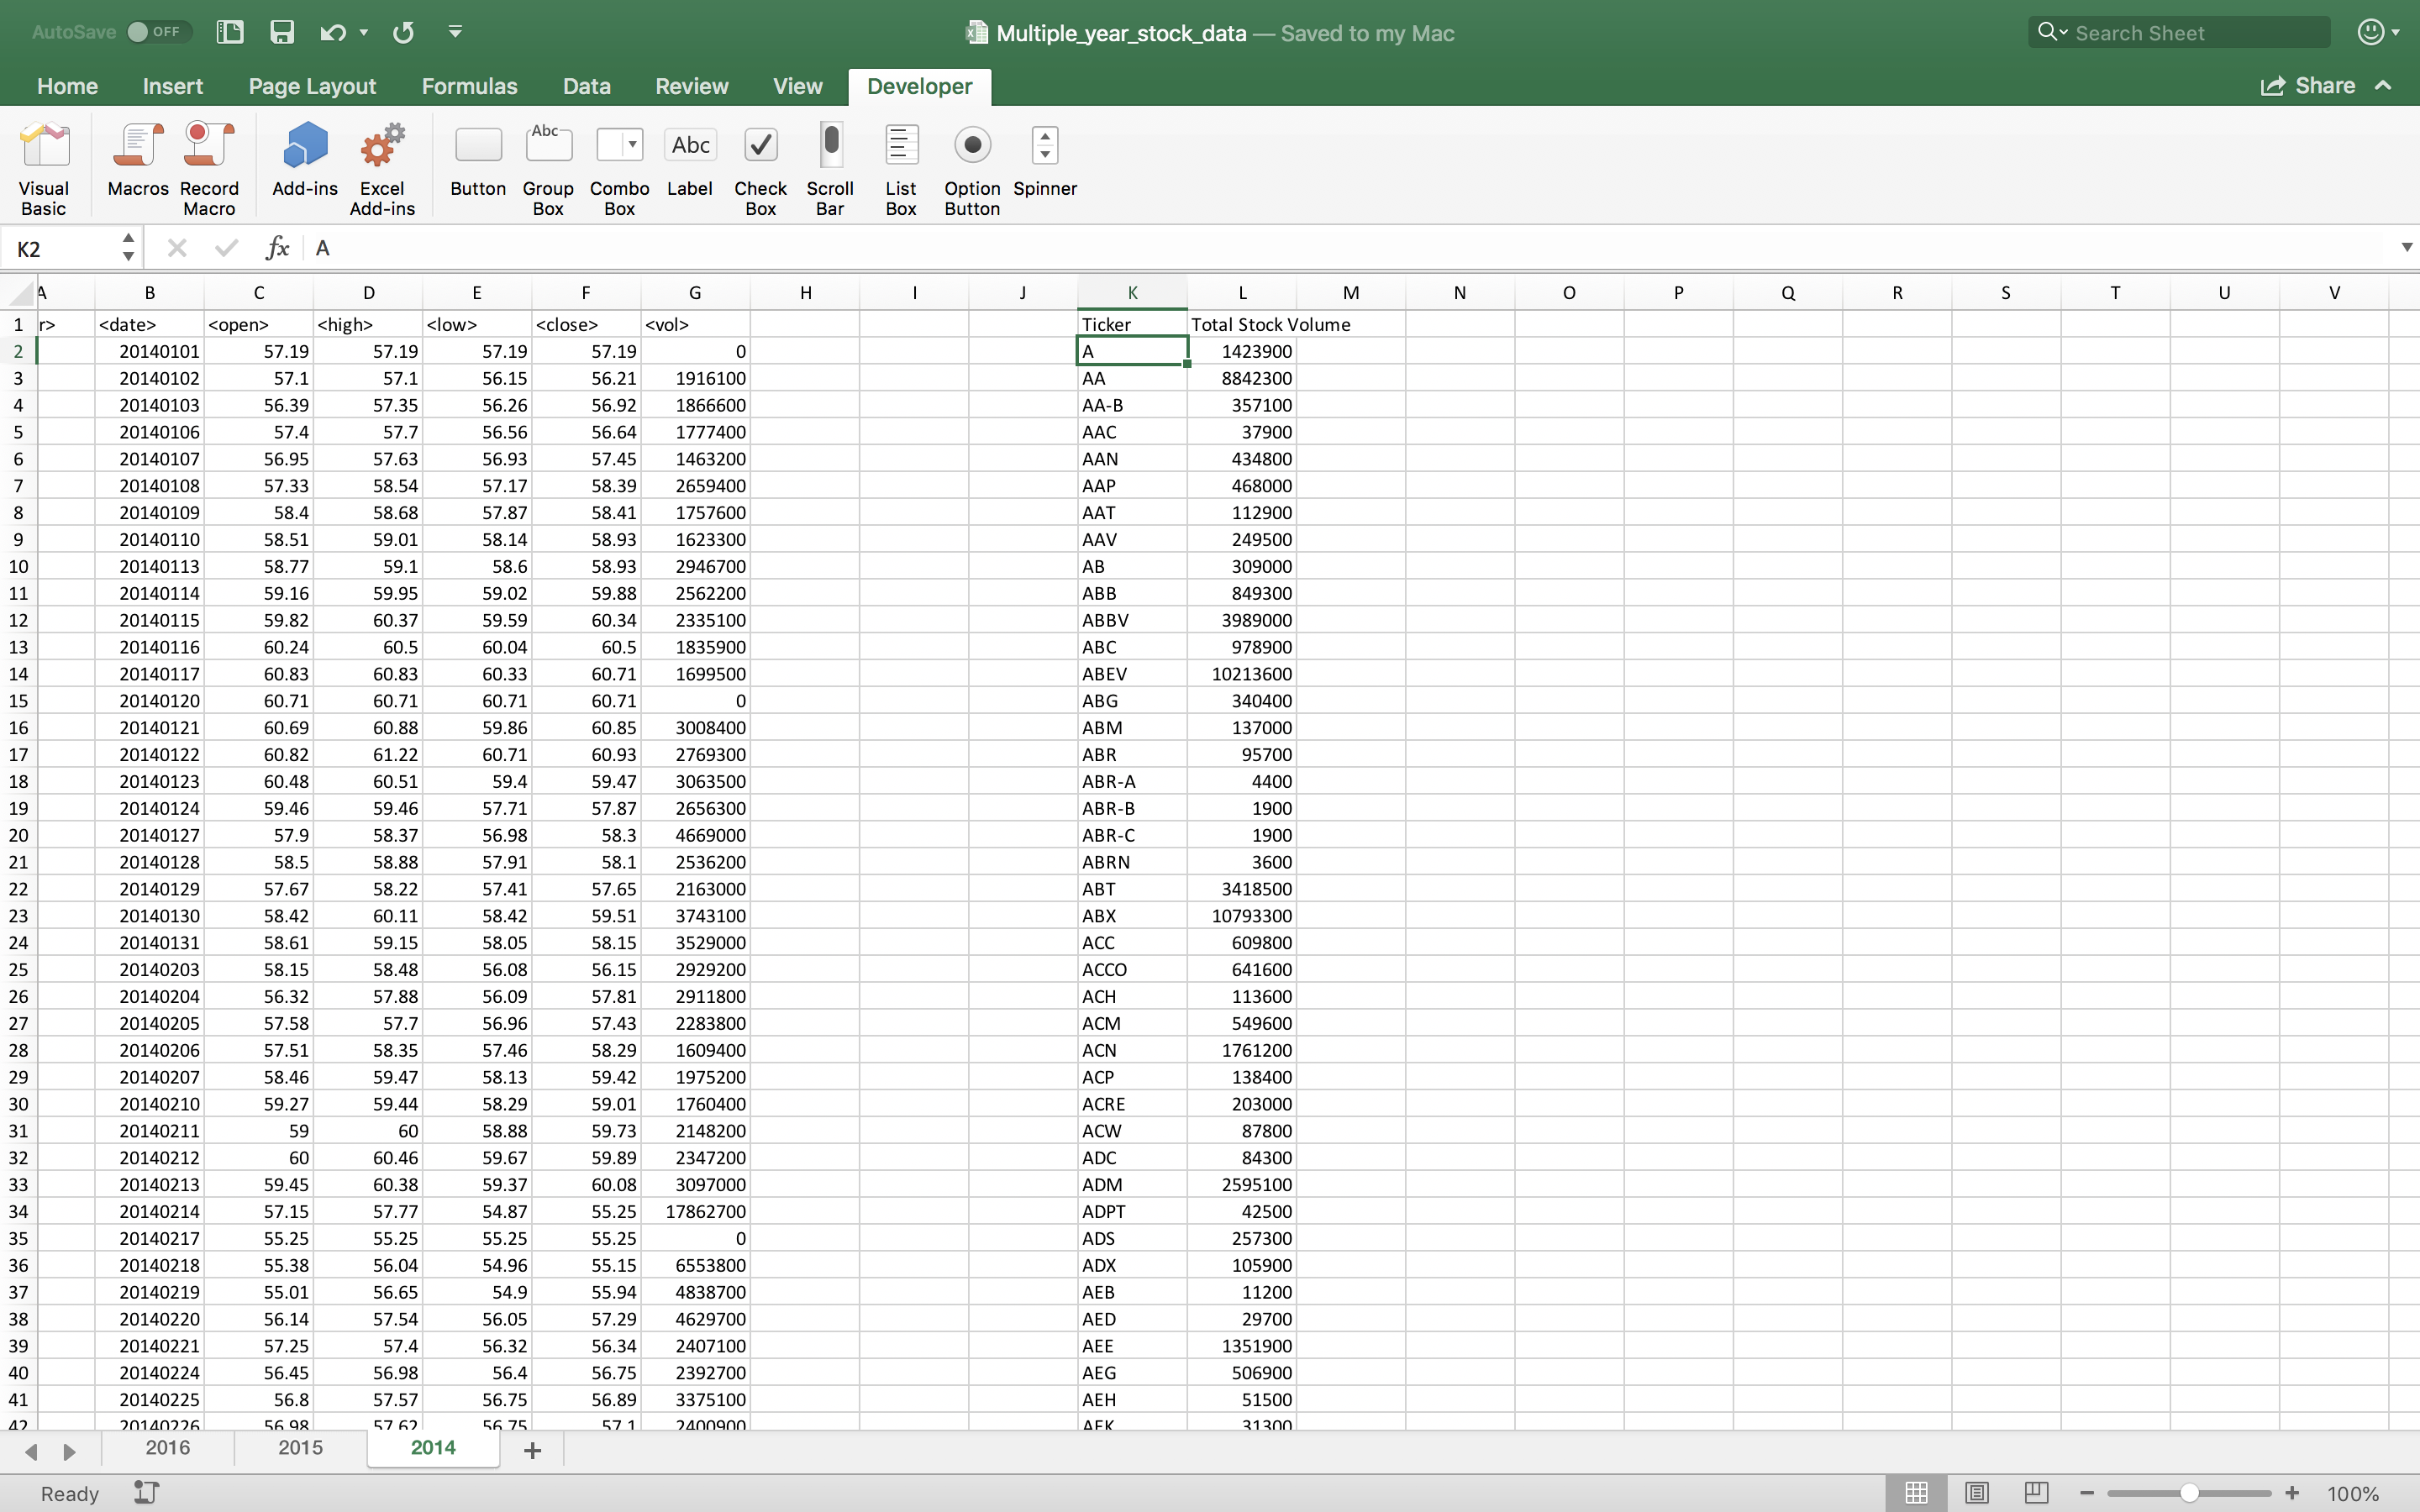 AutoSave OFF Multiple_year_stock_data — Saved to my Mac Search Sheet
Home Insert Page Layout Formulas Data Review View Developer Share
Visual Basic Macros Record Macro Add-ins Excel Add-ins Button Abc Group Box Combo Box Abc Label Check Box Scroll Bar List Box Option Button Spinner
K2 fx A
A B C D E F G H I J K L M N O P Q R S T U V
1 r> <date> <open> <high> <low> <close> <vol> Ticker Total Stock Volume
2 20140101 57.19 57.19 57.19 57.19 0 A 1423900
3 20140102 57.1 57.1 56.15 56.21 1916100 AA 8842300
4 20140103 56.39 57.35 56.26 56.92 1866600 AA-B 357100
5 20140106 57.4 57.7 56.56 56.64 1777400 AAC 37900
6 20140107 56.95 57.63 56.93 57.45 1463200 AAN 434800
7 20140108 57.33 58.54 57.17 58.39 2659400 AAP 468000
8 20140109 58.4 58.68 57.87 58.41 1757600 AAT 112900
9 20140110 58.51 59.01 58.14 58.93 1623300 AAV 249500
10 20140113 58.77 59.1 58.6 58.93 2946700 AB 309000
11 20140114 59.16 59.95 59.02 59.88 2562200 ABB 849300
12 20140115 59.82 60.37 59.59 60.34 2335100 ABBV 3989000
13 20140116 60.24 60.5 60.04 60.5 1835900 ABC 978900
14 20140117 60.83 60.83 60.33 60.71 1699500 ABEV 10213600
15 20140120 60.71 60.71 60.71 60.71 0 ABG 340400
16 20140121 60.69 60.88 59.86 60.85 3008400 ABM 137000
17 20140122 60.82 61.22 60.71 60.93 2769300 ABR 95700
18 20140123 60.48 60.51 59.4 59.47 3063500 ABR-A 4400
19 20140124 59.46 59.46 57.71 57.87 2656300 ABR-B 1900
20 20140127 57.9 58.37 56.98 58.3 4669000 ABR-C 1900
21 20140128 58.5 58.88 57.91 58.1 2536200 ABRN 3600
22 20140129 57.67 58.22 57.41 57.65 2163000 ABT 3418500
23 20140130 58.42 60.11 58.42 59.51 3743100 ABX 10793300
24 20140131 58.61 59.15 58.05 58.15 3529000 ACC 609800
25 20140203 58.15 58.48 56.08 56.15 2929200 ACCO 641600
26 20140204 56.32 57.88 56.09 57.81 2911800 ACH 113600
27 20140205 57.58 57.7 56.96 57.43 2283800 ACM 549600
28 20140206 57.51 58.35 57.46 58.29 1609400 ACN 1761200
29 20140207 58.46 59.47 58.13 59.42 1975200 ACP 138400
30 20140210 59.27 59.44 58.29 59.01 1760400 ACRE 203000
31 20140211 59 60 58.88 59.73 2148200 ACW 87800
32 20140212 60 60.46 59.67 59.89 2347200 ADC 84300
33 20140213 59.45 60.38 59.37 60.08 3097000 ADM 2595100
34 20140214 57.15 57.77 54.87 55.25 17862700 ADPT 42500
35 20140217 55.25 55.25 55.25 55.25 0 ADS 257300
36 20140218 55.38 56.04 54.96 55.15 6553800 ADX 105900
37 20140219 55.01 56.65 54.9 55.94 4838700 AEB 11200
38 20140220 56.14 57.54 56.05 57.29 4629700 AED 29700
39 20140221 57.25 57.4 56.32 56.34 2407100 AEE 1351900
40 20140224 56.45 56.98 56.4 56.75 2392700 AEG 506900
41 20140225 56.8 57.57 56.75 56.89 3375100 AEH 51500
42 20140226 56.98 57.62 56.75 57.1 2400900 AEK 31300
2016 2015 2014 +
Ready 100%